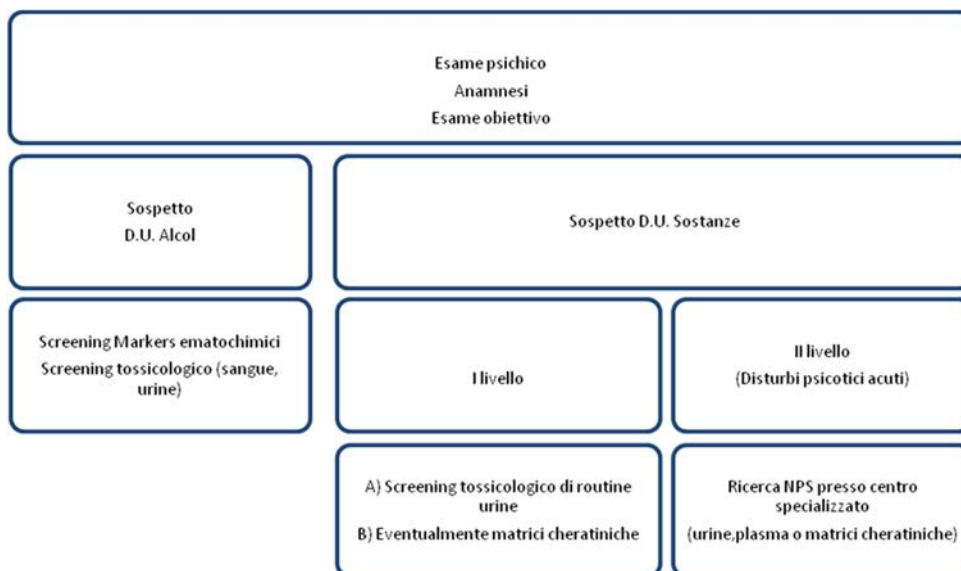 Esame psichico
Anamnesi
Esame obiettivo
Sospetto
D.U. Alcol
Sospetto D.U. Sostanze
Screening Markers ematochimici
Screening tossicologico (sangue,
urine)
I livello
II livello
(Disturbi psicotici acuti)
A) Screening tossicologico di routine
urine
B) Eventualmente matrici cheratiniche
Ricerca NPS presso centro
specializzato
(urine,plasma o matrici cheratiniche)